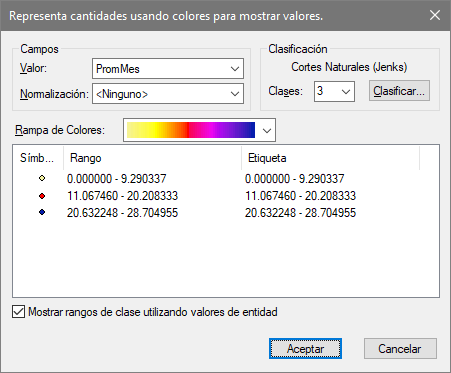 Representa cantidades usando colores para mostrar valores.
Campos
Valor: PromMes
Normalización: <Ninguno>
Clasificación
Cortes Naturales (Jenks)
Clases: 3 Clasificar...
Rampa de Colores:
Símb... Rango Etiqueta
0.000000 - 9.290337 0.000000 - 9.290337
11.067460 - 20.208333 11.067460 - 20.208333
20.632248 - 28.704955 20.632248 - 28.704955
Mostrar rangos de clase utilizando valores de entidad
Aceptar Cancelar